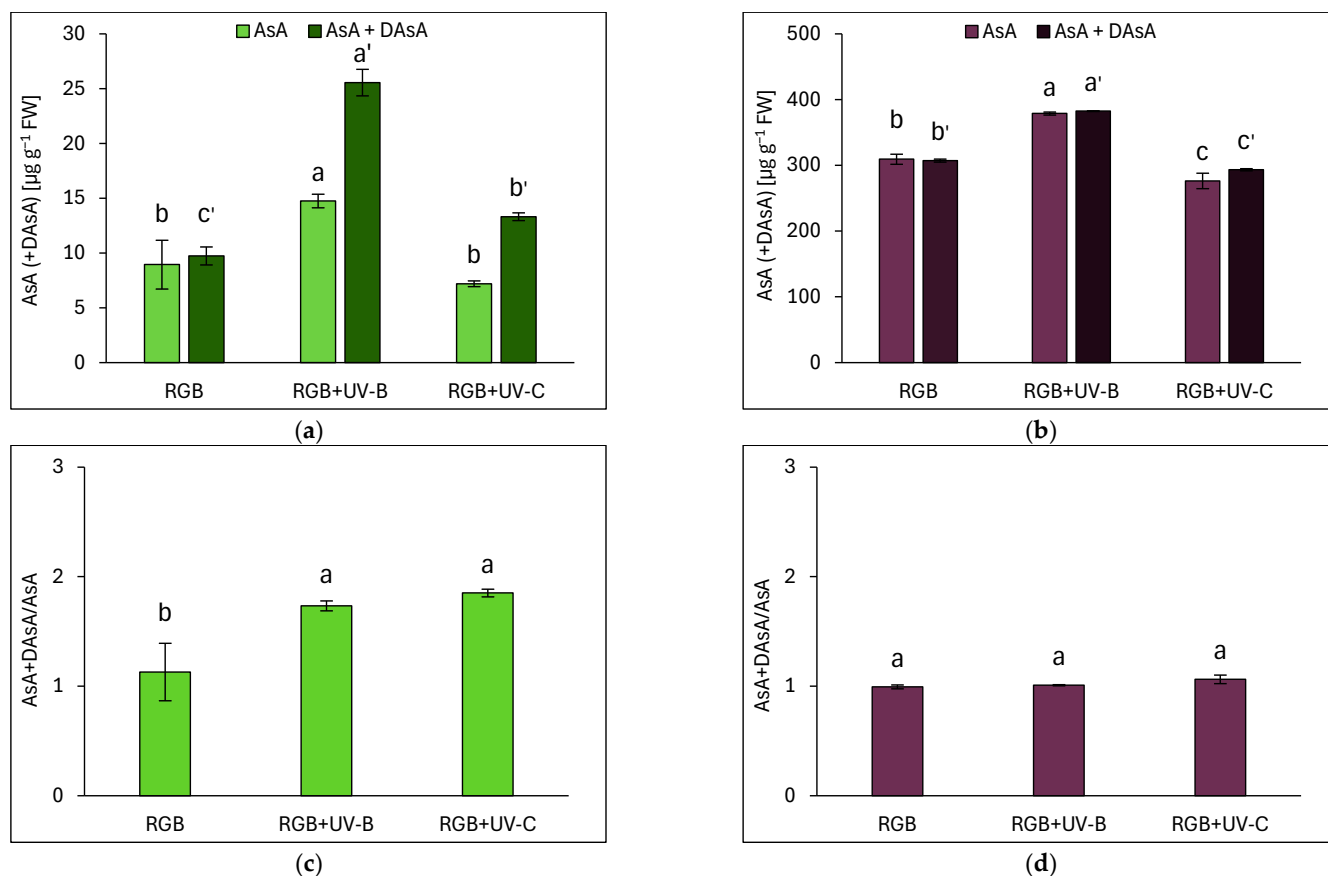 AsA AsA + DAsA
AsA (+DAsA) [µg g⁻¹ FW]
30
25
20
15
10
5
0
b c' a a' b b'
RGB RGB+UV-B RGB+UV-C
(a)
AsA AsA + DAsA
AsA (+DAsA) [µg g⁻¹ FW]
500
400
300
200
100
0
b b' a a' c c'
RGB RGB+UV-B RGB+UV-C
(b)
AsA+DAsA/AsA
3
2
1
0
b a a
RGB RGB+UV-B RGB+UV-C
(c)
AsA+DAsA/AsA
3
2
1
0
a a a
RGB RGB+UV-B RGB+UV-C
(d)